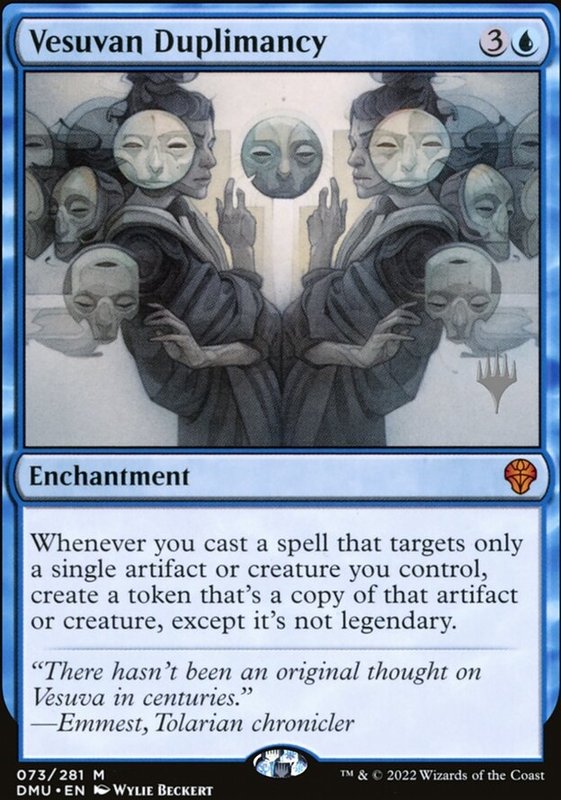 Vesuvan Duplimancy 3
Enchantment
Whenever you cast a spell that targets only
a single artifact or creature you control,
create a token that's a copy of that artifact
or creature, except it's not legendary.
“There hasn't been an original thought on
Vesuva in centuries.”
—Emmest, Tolarian chronicler
073/281 M
DMU • EN Wylie Beckert
™ & © 2022 Wizards of the Coast